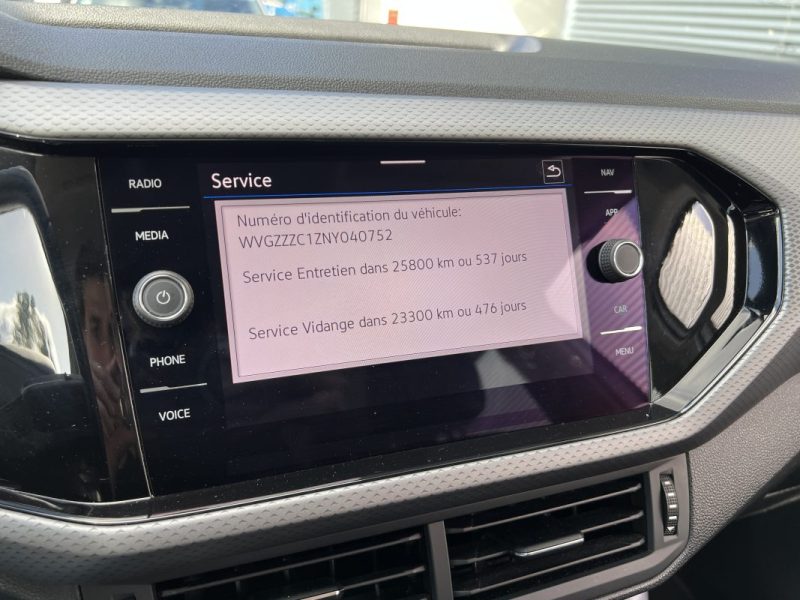 RADIO
MEDIA
PHONE
VOICE
Service
Numéro d'identification du véhicule:
WVGZZZC1ZNY040752
Service Entretien dans 25800 km ou 537 jours
Service Vidange dans 23300 km ou 476 jours
NAV
APP
CAR
MENU